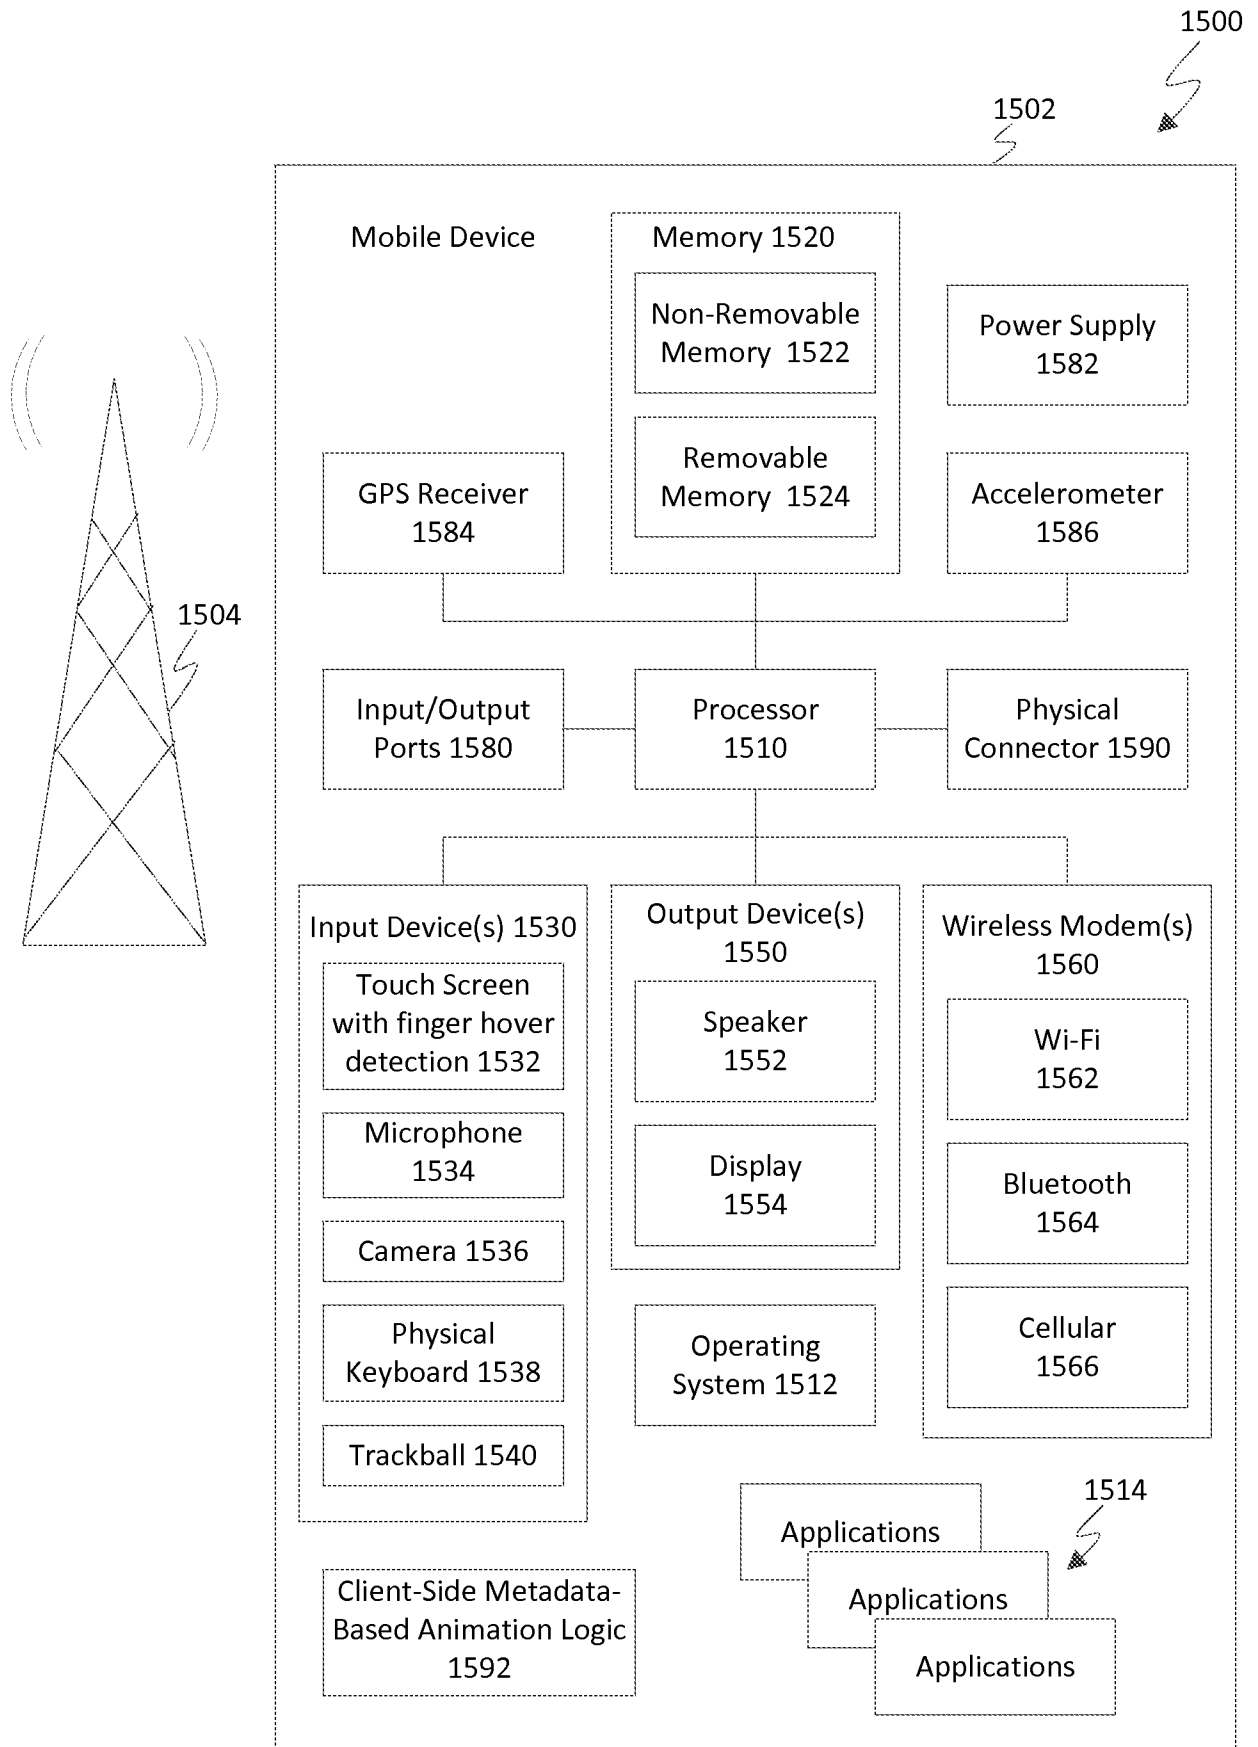 1500
1502
Mobile Device
Memory 1520
Non-Removable
Memory 1522
Power Supply
1582
Removable
Memory 1524
GPS Receiver
1584
Accelerometer
1586
1504
Input/Output
Ports 1580
Processor
1510
Physical
Connector 1590
Input Device(s) 1530
Touch Screen
with finger hover
detection 1532
Microphone
1534
Camera 1536
Physical
Keyboard 1538
Trackball 1540
Output Device(s)
1550
Speaker
1552
Display
1554
Wireless Modem(s)
1560
Wi-Fi
1562
Bluetooth
1564
Cellular
1566
Operating
System 1512
1514
Applications
Applications
Applications
Client-Side Metadata-
Based Animation Logic
1592